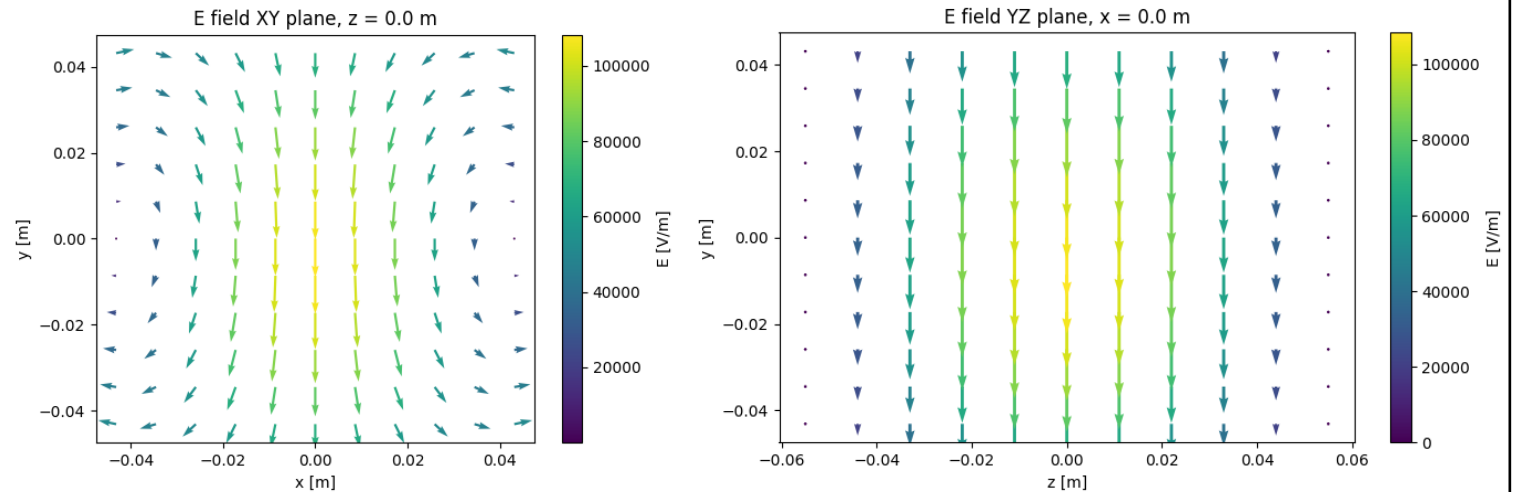 E field XY plane, z = 0.0 m
0.04
0.02
0.00
−0.02
−0.04
y [m]
−0.04 −0.02 0.00 0.02 0.04
x [m]
100000
80000
60000
40000
20000
E [V/m]
E field YZ plane, x = 0.0 m
0.04
0.02
0.00
−0.02
−0.04
y [m]
−0.06 −0.04 −0.02 0.00 0.02 0.04 0.06
z [m]
100000
80000
60000
40000
20000
0
E [V/m]